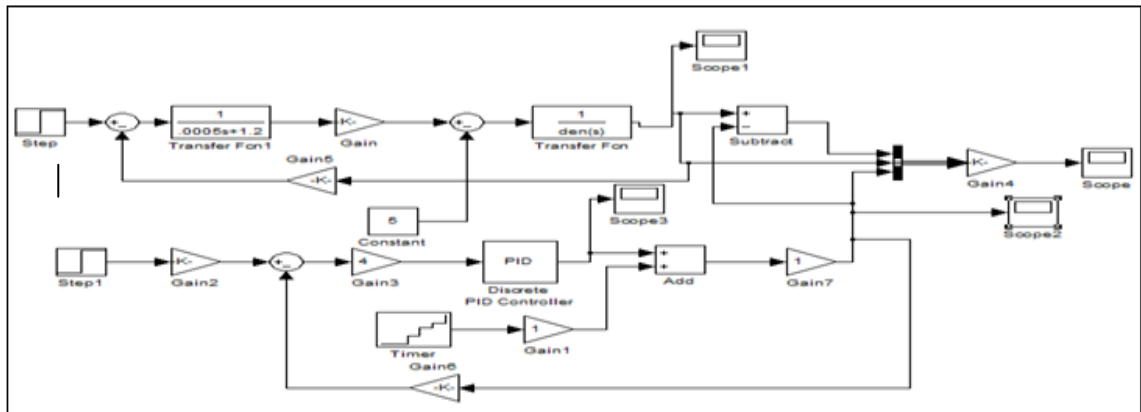 Scope1
1
.0005s+1.2
K-
1
den(s)
+
−
Step
Transfer Fcn1
Gain
Transfer Fcn
Subtract
Gain5
-K-
K-
Gain4
Scope
5
Constant
Scope3
Scope2
K-
4
PID
+
+
1
Step1
Gain2
Gain3
Discrete
PID Controller
Add
Gain7
1
Timer
Gain1
Gain6
-K-